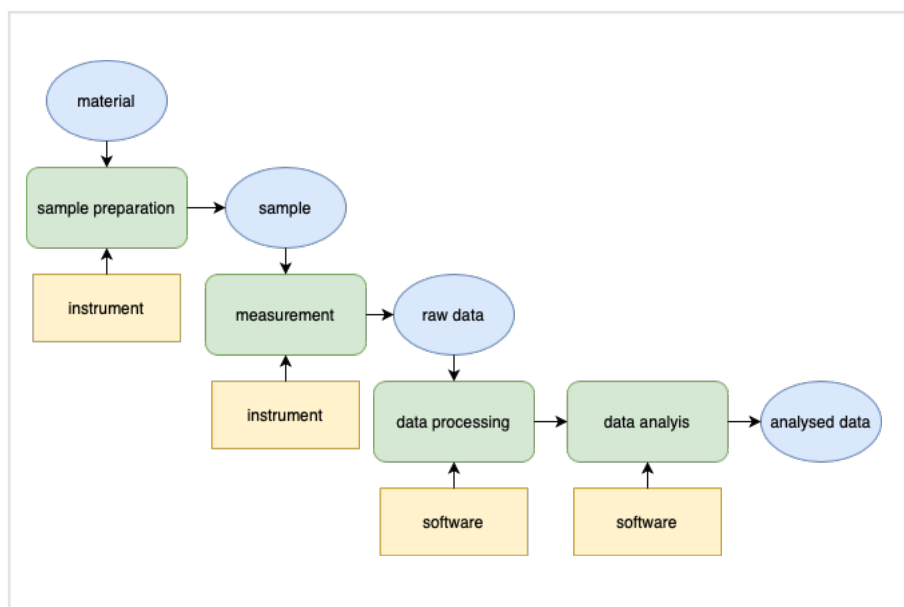 material
sample preparation
sample
instrument
measurement
raw data
instrument
data processing
data analyis
analysed data
software
software